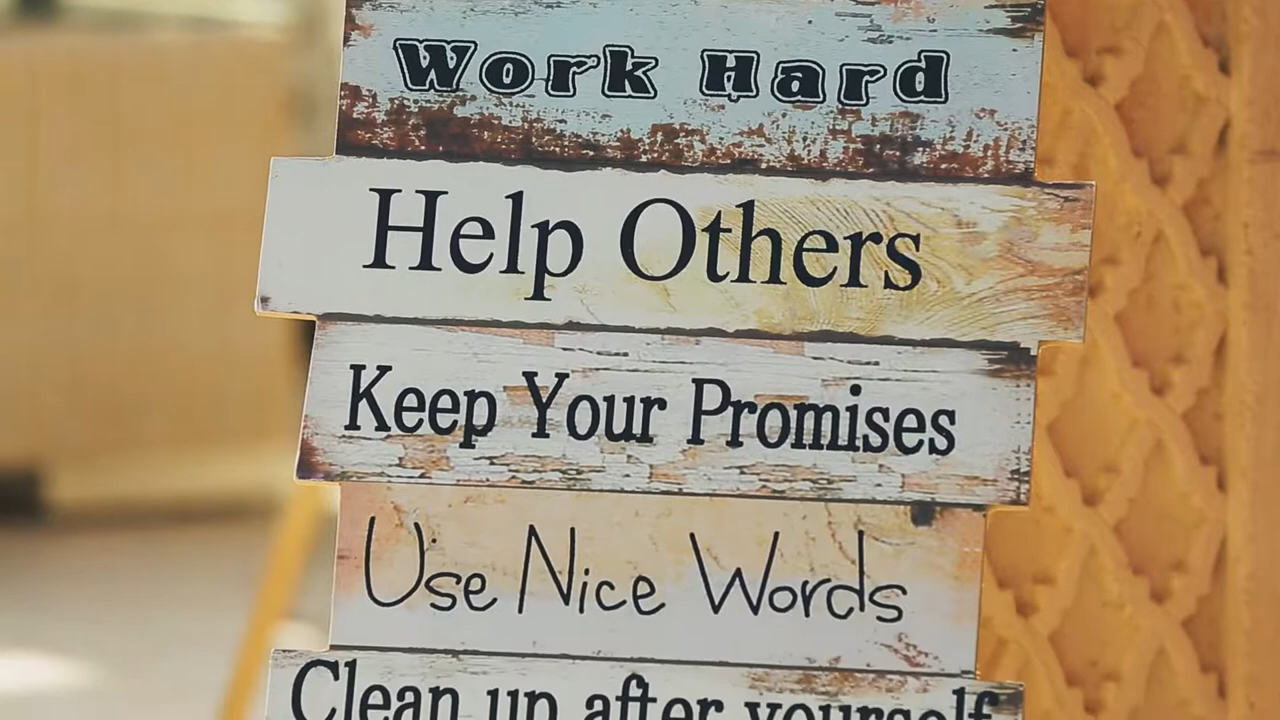 Work Hard
Help Others
Keep Your Promises
Use Nice Words
Clean up after yourself